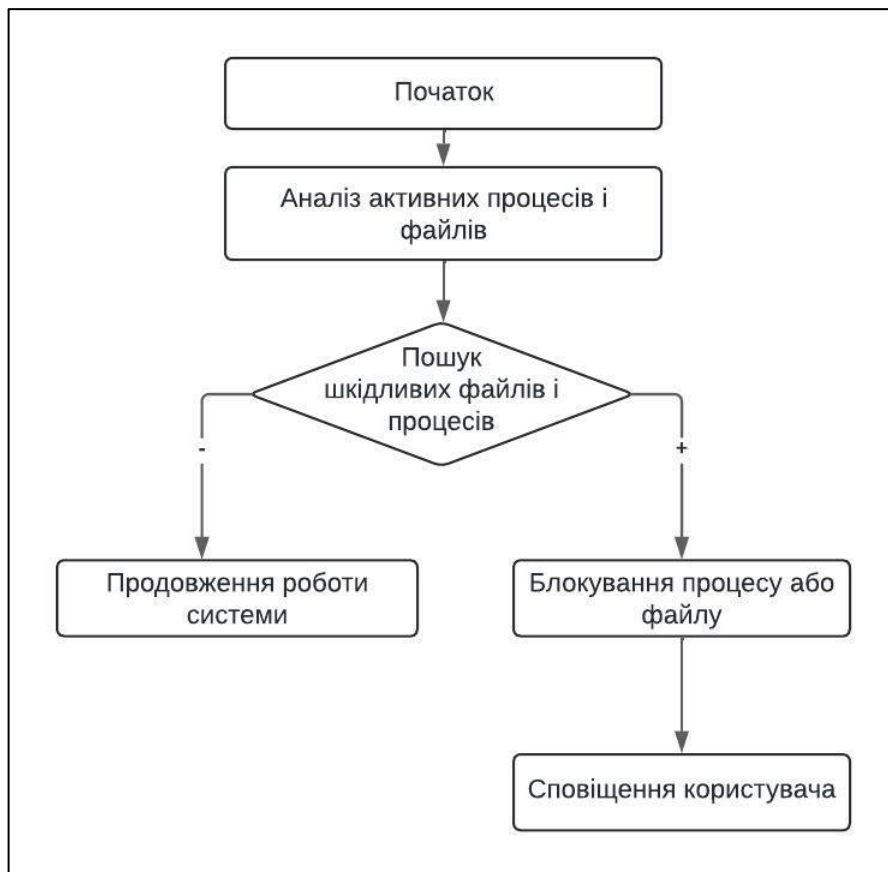 Початок
Аналіз активних процесів і
файлів
Пошук
шкідливих файлів і
процесів
-
+
Продовження роботи
системи
Блокування процесу або
файлу
Сповіщення користувача